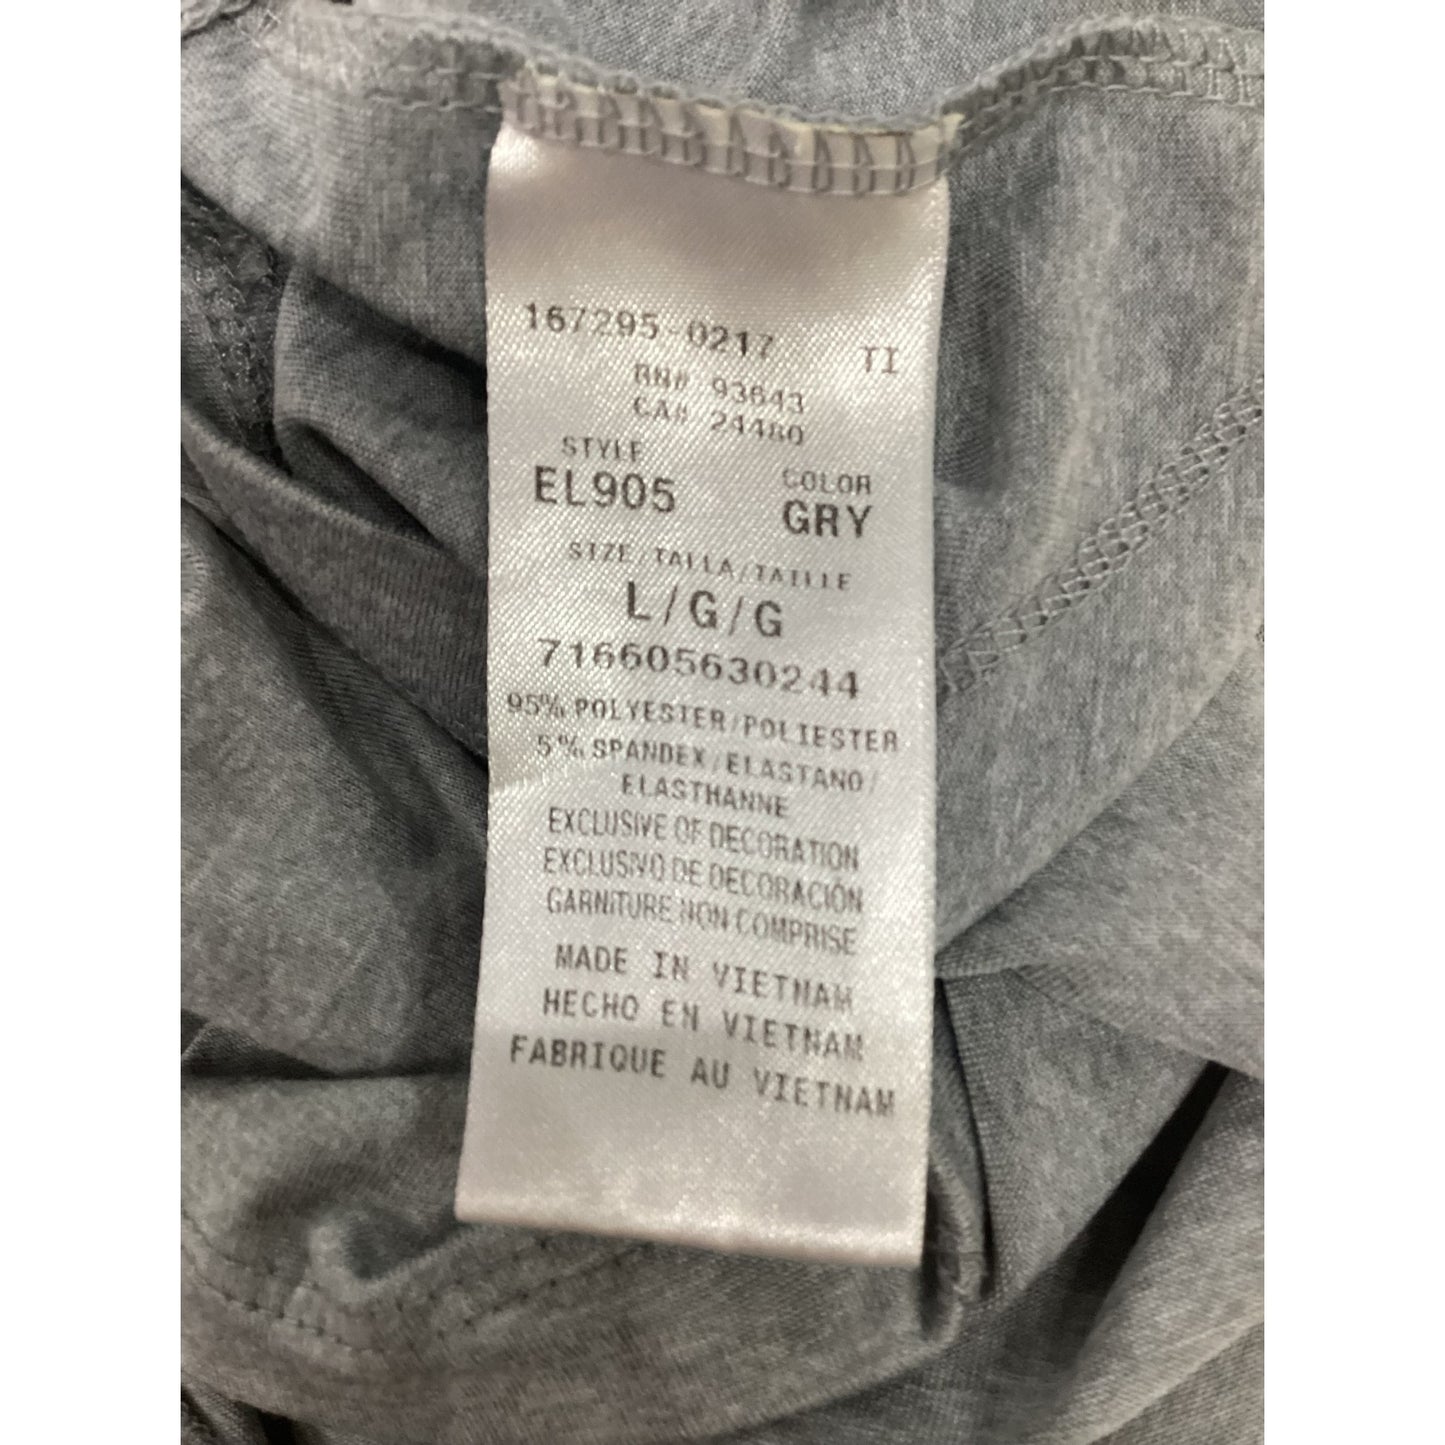 167295-0217 TI
RN# 93643
CA# 24480
STYLE COLOR
EL905 GRY
SIZE/TALLA/TAILLE
L/G/G
716605630244
95% POLYESTER/POLIESTER
5% SPANDEX/ELASTANO/
ELASTHANNE
EXCLUSIVE OF DECORATION
EXCLUSIVO DE DECORACIÓN
GARNITURE NON COMPRISE
MADE IN VIETNAM
HECHO EN VIETNAM
FABRIQUE AU VIETNAM